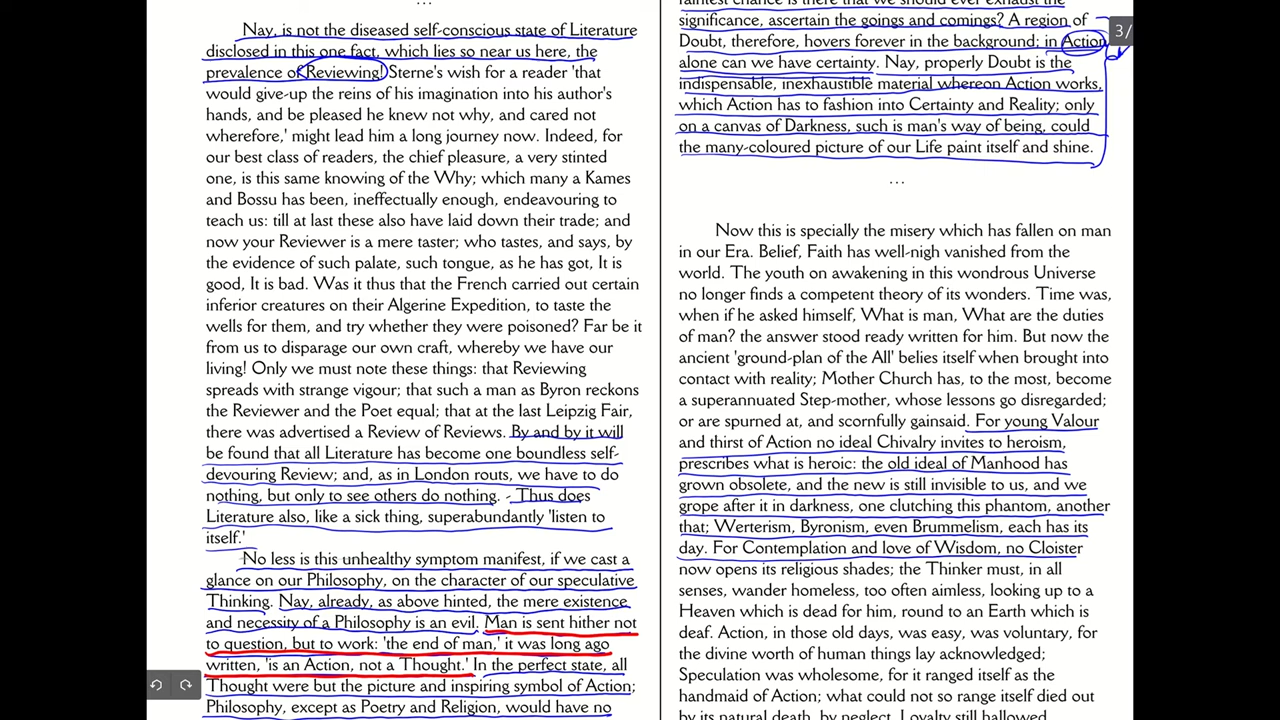 ...
Nay, is not the diseased self-conscious state of Literature
disclosed in this one fact, which lies so near us here, the
prevalence of Reviewing! Sterne's wish for a reader 'that
would give-up the reins of his imagination into his author's
hands, and be pleased he knew not why, and cared not
wherefore,' might lead him a long journey now. Indeed, for
our best class of readers, the chief pleasure, a very stinted
one, is this same knowing of the Why; which many a Kames
and Bossu has been, ineffectually enough, endeavouring to
teach us: till at last these also have laid down their trade; and
now your Reviewer is a mere taster; who tastes, and says, by
the evidence of such palate, such tongue, as he has got, It is
good, It is bad. Was it thus that the French carried out certain
inferior creatures on their Algerine Expedition, to taste the
wells for them, and try whether they were poisoned? Far be it
from us to disparage our own craft, whereby we have our
living! Only we must note these things: that Reviewing
spreads with strange vigour; that such a man as Byron reckons
the Reviewer and the Poet equal; that at the last Leipzig Fair,
there was advertised a Review of Reviews. By and by it will
be found that all Literature has become one boundless self-
devouring Review; and, as in London routs, we have to do
nothing, but only to see others do nothing. - Thus does
Literature also, like a sick thing, superabundantly 'listen to
itself.'
No less is this unhealthy symptom manifest, if we cast a
glance on our Philosophy, on the character of our speculative
Thinking. Nay, already, as above hinted, the mere existence
and necessity of a Philosophy is an evil. Man is sent hither not
to question, but to work: 'the end of man,' it was long ago
written, 'is an Action, not a Thought.' In the perfect state, all
Thought were but the picture and inspiring symbol of Action;
Philosophy, except as Poetry and Religion, would have no
faintest chance is there that we should ever exhaust the
significance, ascertain the goings and comings? A region of
Doubt, therefore, hovers forever in the background; in Action
alone can we have certainty. Nay, properly Doubt is the
indispensable, inexhaustible material whereon Action works,
which Action has to fashion into Certainty and Reality; only
on a canvas of Darkness, such is man's way of being, could
the many-coloured picture of our Life paint itself and shine.
...
Now this is specially the misery which has fallen on man
in our Era. Belief, Faith has well-nigh vanished from the
world. The youth on awakening in this wondrous Universe
no longer finds a competent theory of its wonders. Time was,
when if he asked himself, What is man, What are the duties
of man? the answer stood ready written for him. But now the
ancient 'ground-plan of the All' belies itself when brought into
contact with reality; Mother Church has, to the most, become
a superannuated Step-mother, whose lessons go disregarded;
or are spurned at, and scornfully gainsaid. For young Valour
and thirst of Action no ideal Chivalry invites to heroism,
prescribes what is heroic: the old ideal of Manhood has
grown obsolete, and the new is still invisible to us, and we
grope after it in darkness, one clutching this phantom, another
that; Werterism, Byronism, even Brummelism, each has its
day. For Contemplation and love of Wisdom, no Cloister
now opens its religious shades; the Thinker must, in all
senses, wander homeless, too often aimless, looking up to a
Heaven which is dead for him, round to an Earth which is
deaf. Action, in those old days, was easy, was voluntary, for
the divine worth of human things lay acknowledged;
Speculation was wholesome, for it ranged itself as the
handmaid of Action; what could not so range itself died out
by its natural death, by neglect. Loyalty still hallowed
3/